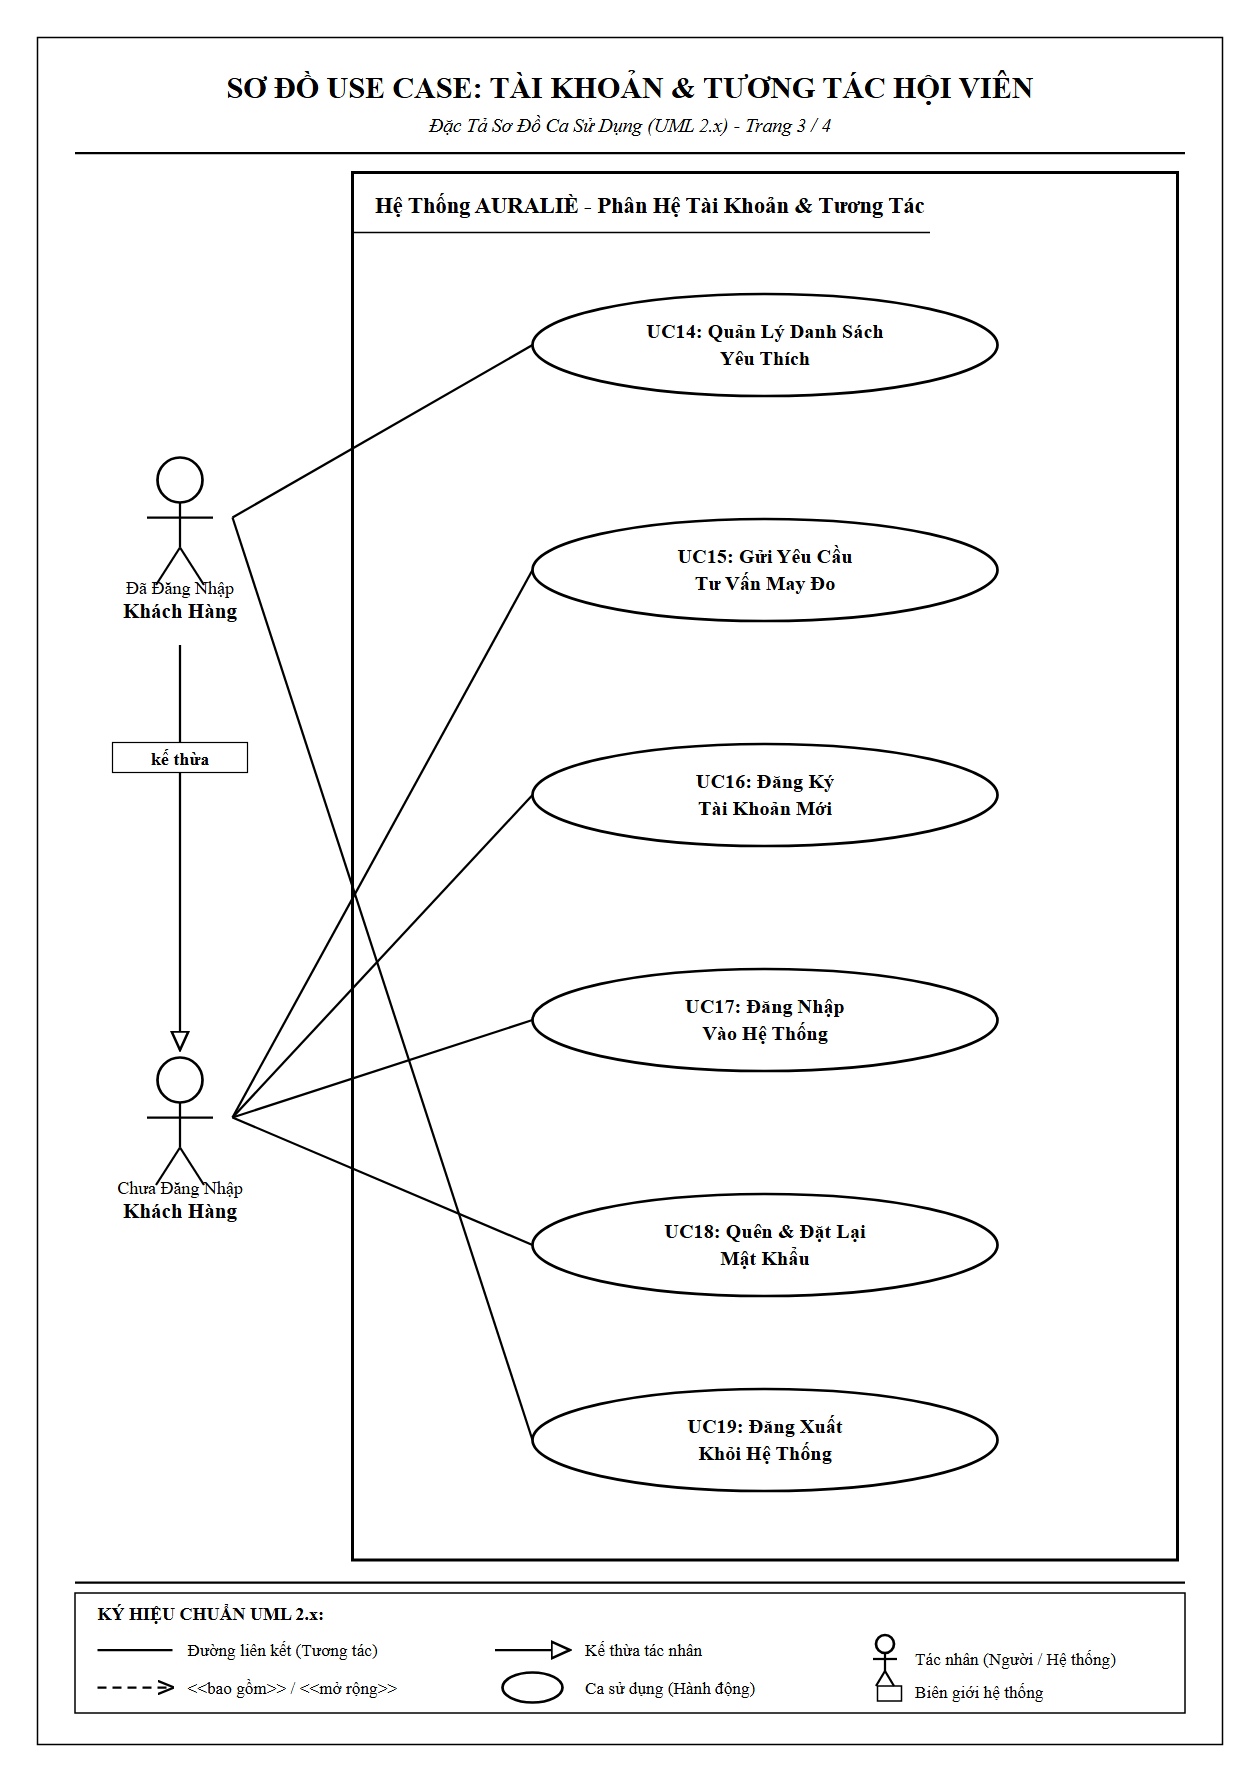 SƠ ĐỒ USE CASE: TÀI KHOẢN & TƯƠNG TÁC HỘI VIÊN
Đặc Tả Sơ Đồ Ca Sử Dụng (UML 2.x) - Trang 3 / 4
Hệ Thống AURALIÈ - Phân Hệ Tài Khoản & Tương Tác
UC14: Quản Lý Danh Sách
Yêu Thích
Đã Đăng Nhập
Khách Hàng
UC15: Gửi Yêu Cầu
Tư Vấn May Đo
kế thừa
UC16: Đăng Ký
Tài Khoản Mới
UC17: Đăng Nhập
Vào Hệ Thống
Chưa Đăng Nhập
Khách Hàng
UC18: Quên & Đặt Lại
Mật Khẩu
UC19: Đăng Xuất
Khỏi Hệ Thống
KÝ HIỆU CHUẨN UML 2.x:
Đường liên kết (Tương tác)
Kế thừa tác nhân
Tác nhân (Người / Hệ thống)
<<bao gồm>> / <<mở rộng>>
Ca sử dụng (Hành động)
Biên giới hệ thống